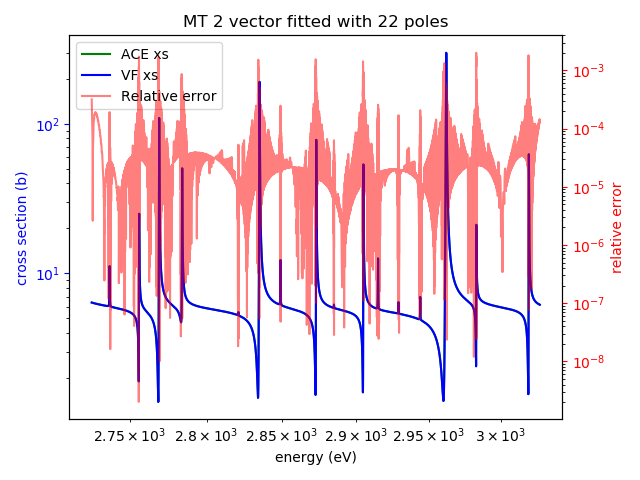 MT 2 vector fitted with 22 poles
ACE xs
VF xs
Relative error
cross section (b)
10²
10¹
relative error
10⁻³
10⁻⁴
10⁻⁵
10⁻⁶
10⁻⁷
10⁻⁸
2.75×10³ 2.8×10³ 2.85×10³ 2.9×10³ 2.95×10³ 3×10³
energy (eV)